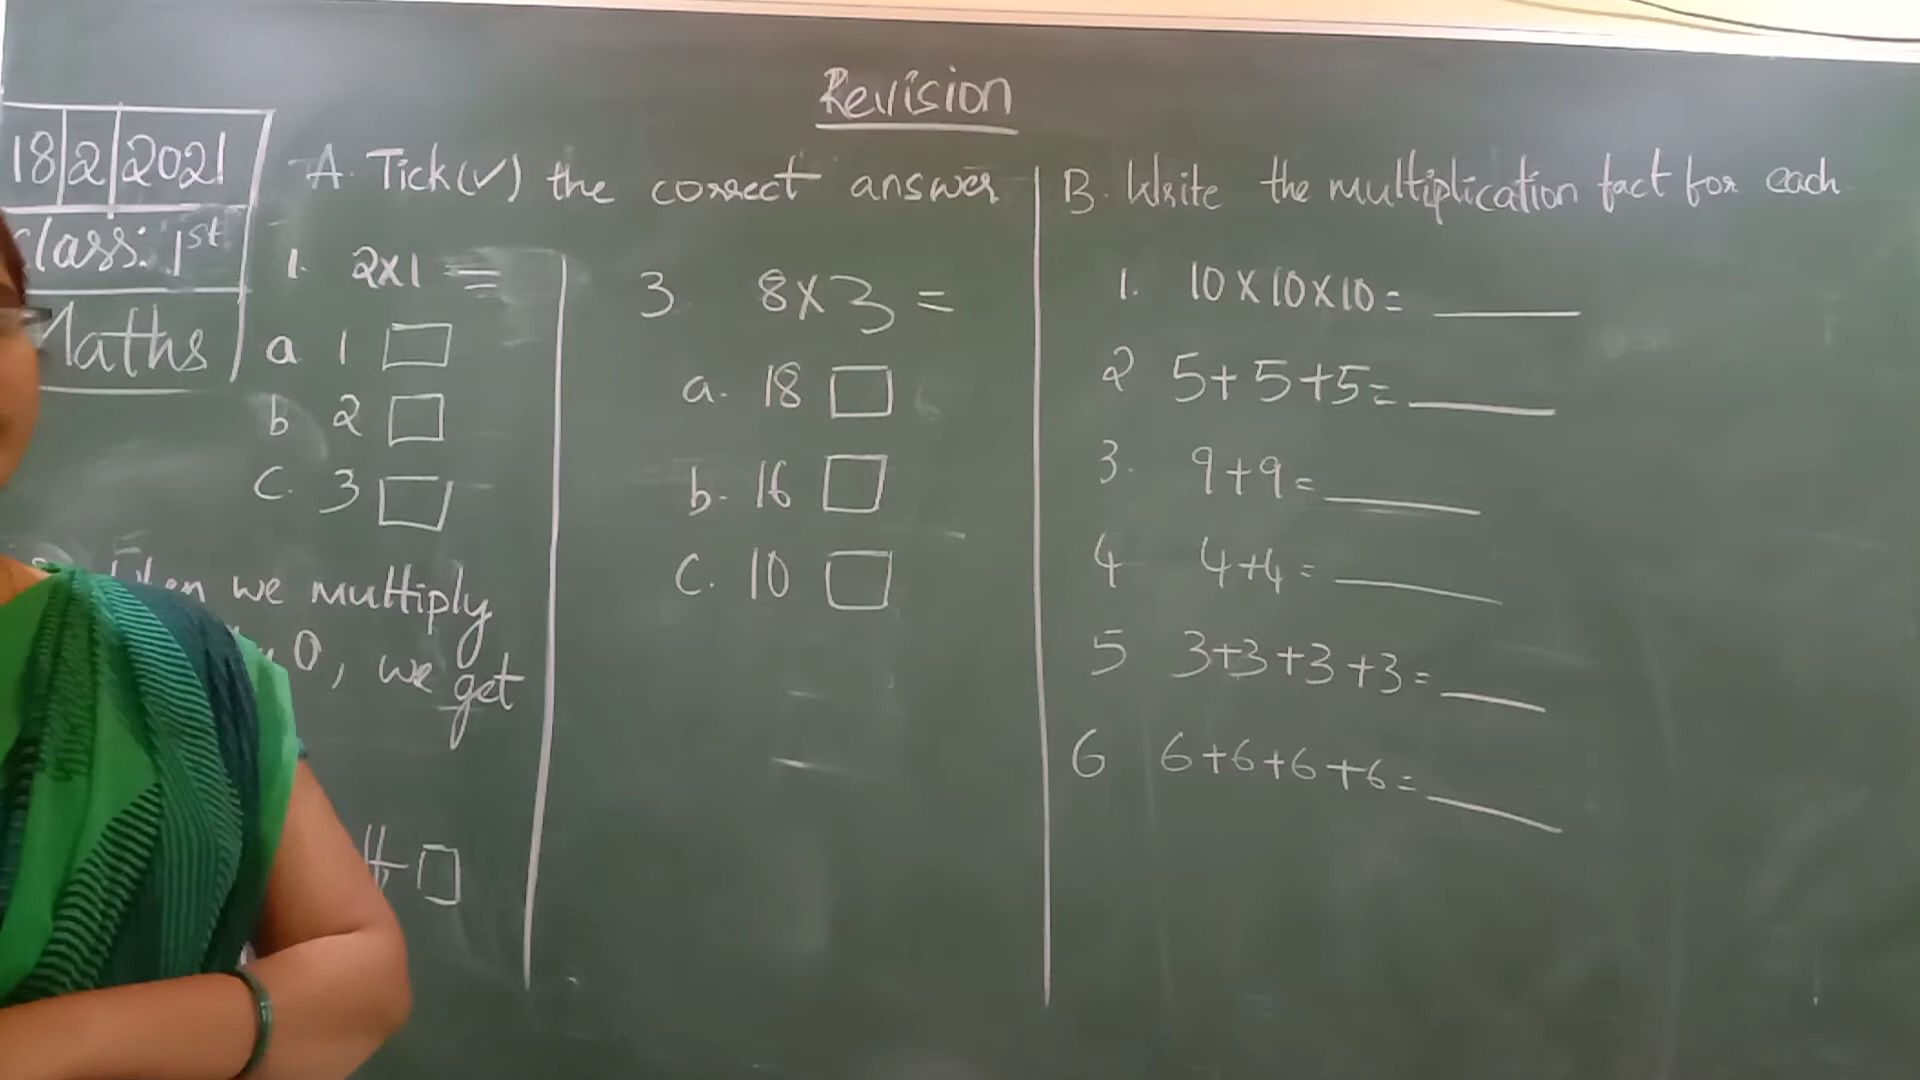 Revision
18|2|2021
Class: 1st
Maths
A. Tick(✓) the correct answer
1. 2x1 =
a 1
b 2
C. 3
we multiply
0, we get
3. 8x3 =
a. 18
b. 16
C. 10
B. Write the multiplication fact for each
1. 10x10x10=
2 5+5+5=
3. 9+9=
4 4+4=
5 3+3+3+3=
6 6+6+6+6=